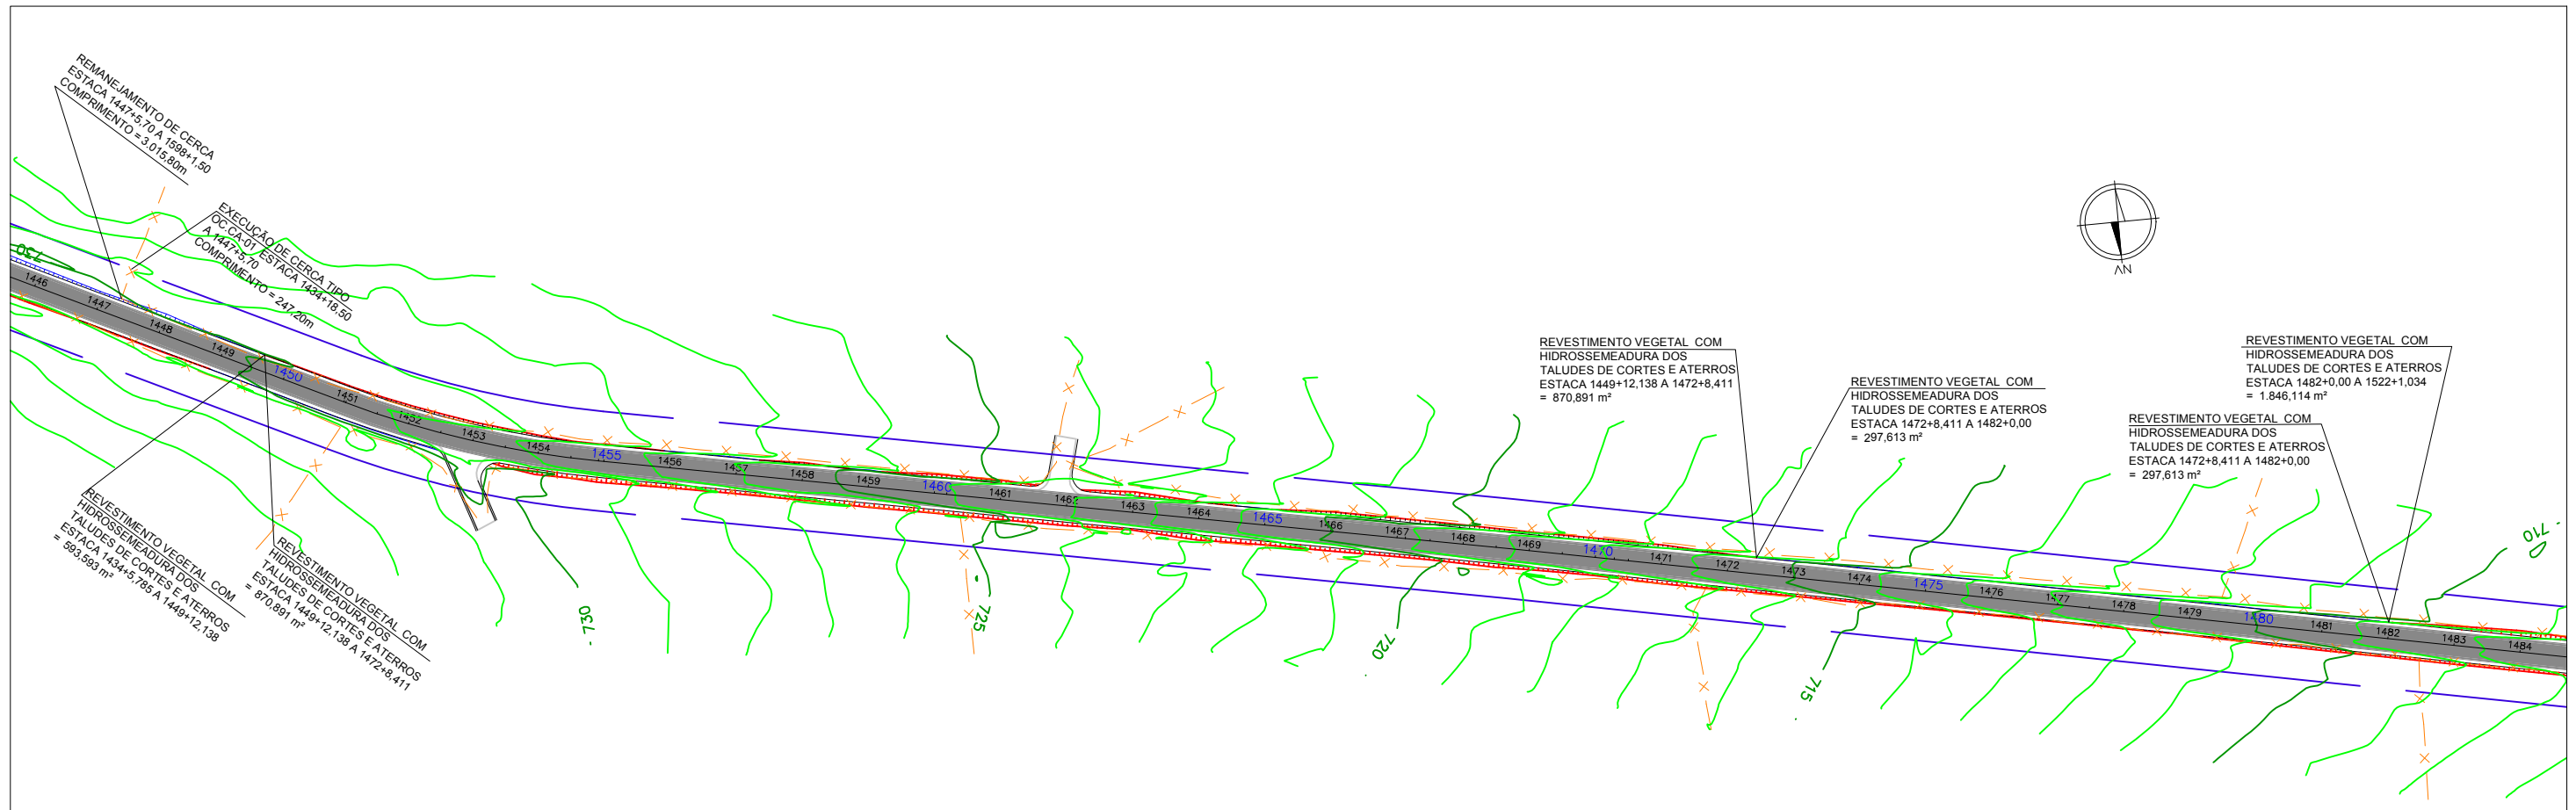 REMANEJAMENTO DE CERCA
ESTACA 1447+5,70 A 1598+1,50
COMPRIMENTO = 3.015,80m
EXECUÇÃO DE CERCA TIPO
OC.CA-01, ESTACA 1434+18,50
A 1447+5,70
COMPRIMENTO = 247,20m
REVESTIMENTO VEGETAL COM
HIDROSSEMEADURA DOS
TALUDES DE CORTES E ATERROS
ESTACA 1434+5,785 A 1449+12,138
= 593,593 m²
REVESTIMENTO VEGETAL COM
HIDROSSEMEADURA DOS
TALUDES DE CORTES E ATERROS
ESTACA 1449+12,138 A 1472+8,411
= 870,891 m²
REVESTIMENTO VEGETAL COM
HIDROSSEMEADURA DOS
TALUDES DE CORTES E ATERROS
ESTACA 1449+12,138 A 1472+8,411
= 870,891 m²
REVESTIMENTO VEGETAL COM
HIDROSSEMEADURA DOS
TALUDES DE CORTES E ATERROS
ESTACA 1472+8,411 A 1482+0,00
= 297,613 m²
REVESTIMENTO VEGETAL COM
HIDROSSEMEADURA DOS
TALUDES DE CORTES E ATERROS
ESTACA 1482+0,00 A 1522+1,034
= 1.846,114 m²
REVESTIMENTO VEGETAL COM
HIDROSSEMEADURA DOS
TALUDES DE CORTES E ATERROS
ESTACA 1472+8,411 A 1482+0,00
= 297,613 m²
NV
730
1446
1447
1448
1449
1450
1451
1452
1453
1454
1455
1456
1457
1458
1459
1460
1461
1462
1463
1464
1465
1466
1467
1468
1469
1470
1471
1472
1473
1474
1475
1476
1477
1478
1479
1480
1481
1482
1483
1484
730
725
720
715
710